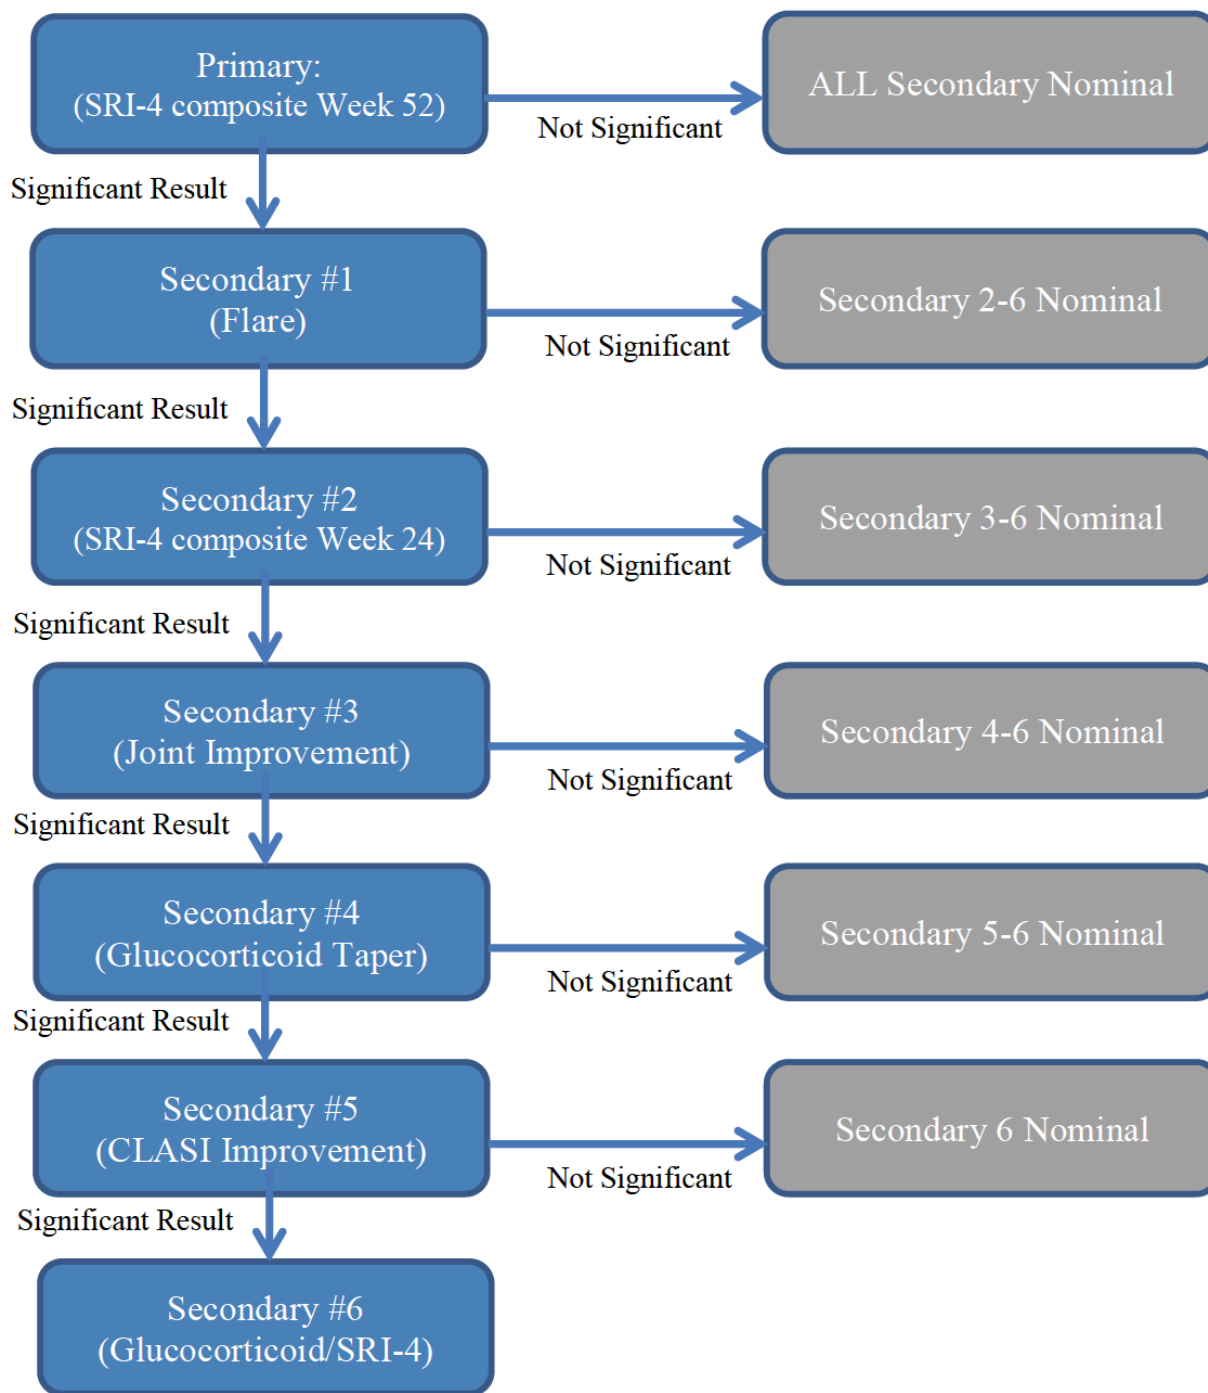 Primary:
(SRI-4 composite Week 52)
ALL Secondary Nominal
Not Significant
Significant Result
Secondary #1
(Flare)
Secondary 2-6 Nominal
Not Significant
Significant Result
Secondary #2
(SRI-4 composite Week 24)
Secondary 3-6 Nominal
Not Significant
Significant Result
Secondary #3
(Joint Improvement)
Secondary 4-6 Nominal
Not Significant
Significant Result
Secondary #4
(Glucocorticoid Taper)
Secondary 5-6 Nominal
Not Significant
Significant Result
Secondary #5
(CLASI Improvement)
Secondary 6 Nominal
Not Significant
Significant Result
Secondary #6
(Glucocorticoid/SRI-4)